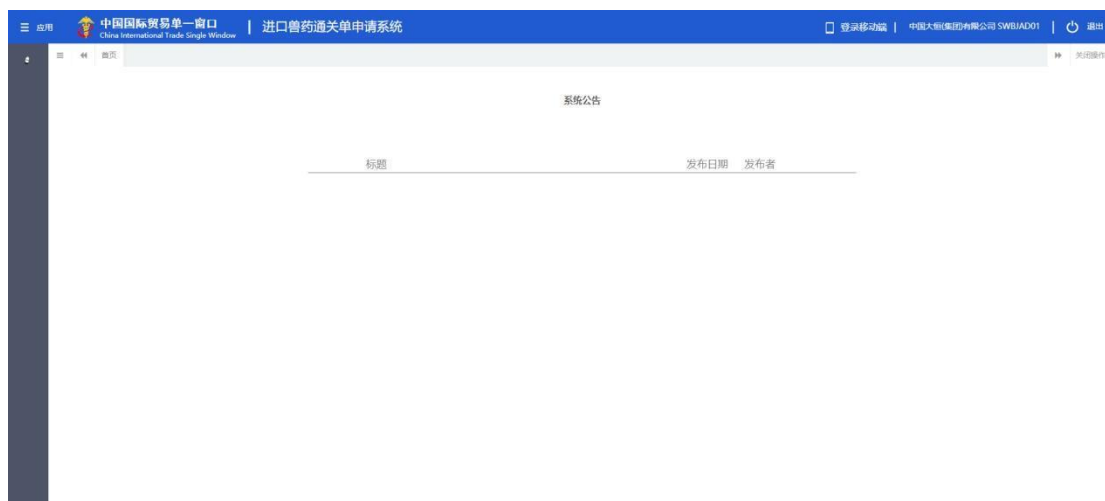 应用
中国国际贸易单一窗口
China International Trade Single Window
进口兽药通关单申请系统
登录移动端
中国大恒(集团)有限公司 SWBJAD01
退出
首页
关闭操作
系统公告
标题 发布日期 发布者